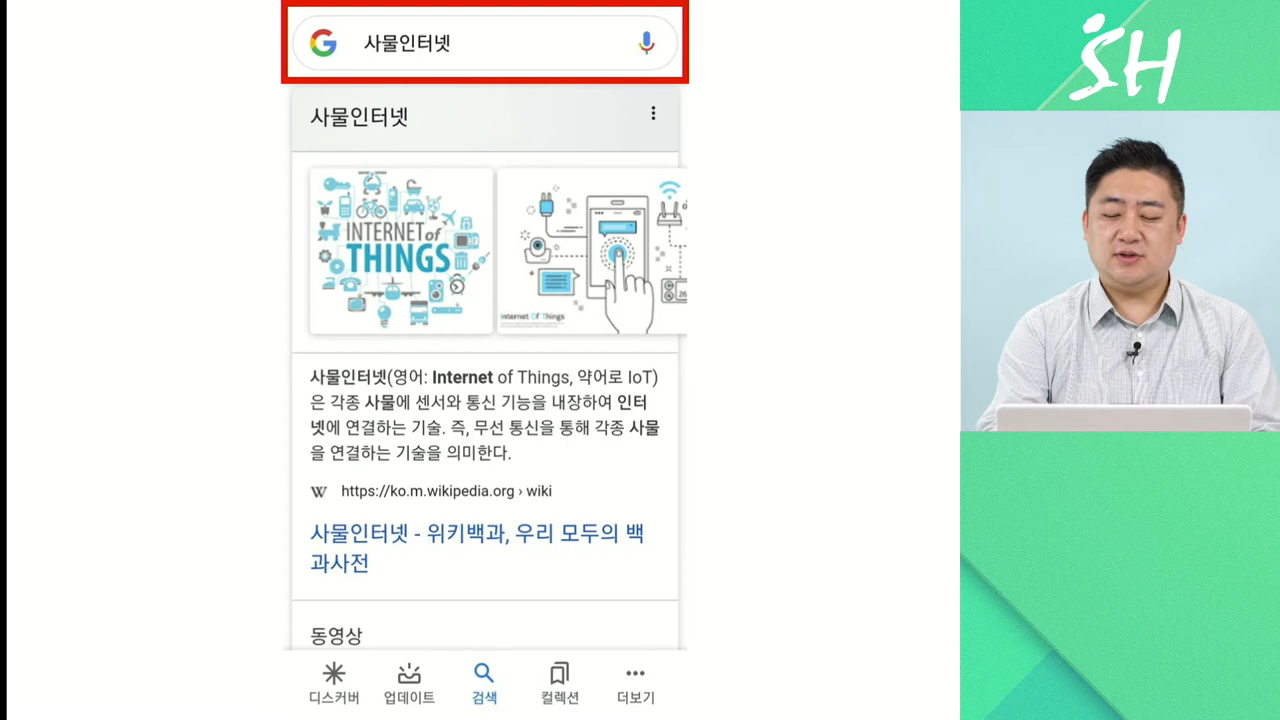 사물인터넷
SH
사물인터넷
INTERNET of
THINGS
26
Internet Of Things
사물인터넷(영어: Internet of Things, 약어로 IoT)
은 각종 사물에 센서와 통신 기능을 내장하여 인터
넷에 연결하는 기술. 즉, 무선 통신을 통해 각종 사물
을 연결하는 기술을 의미한다.
W https://ko.m.wikipedia.org › wiki
사물인터넷 - 위키백과, 우리 모두의 백
과사전
동영상
디스커버 업데이트 검색 컬렉션 더보기